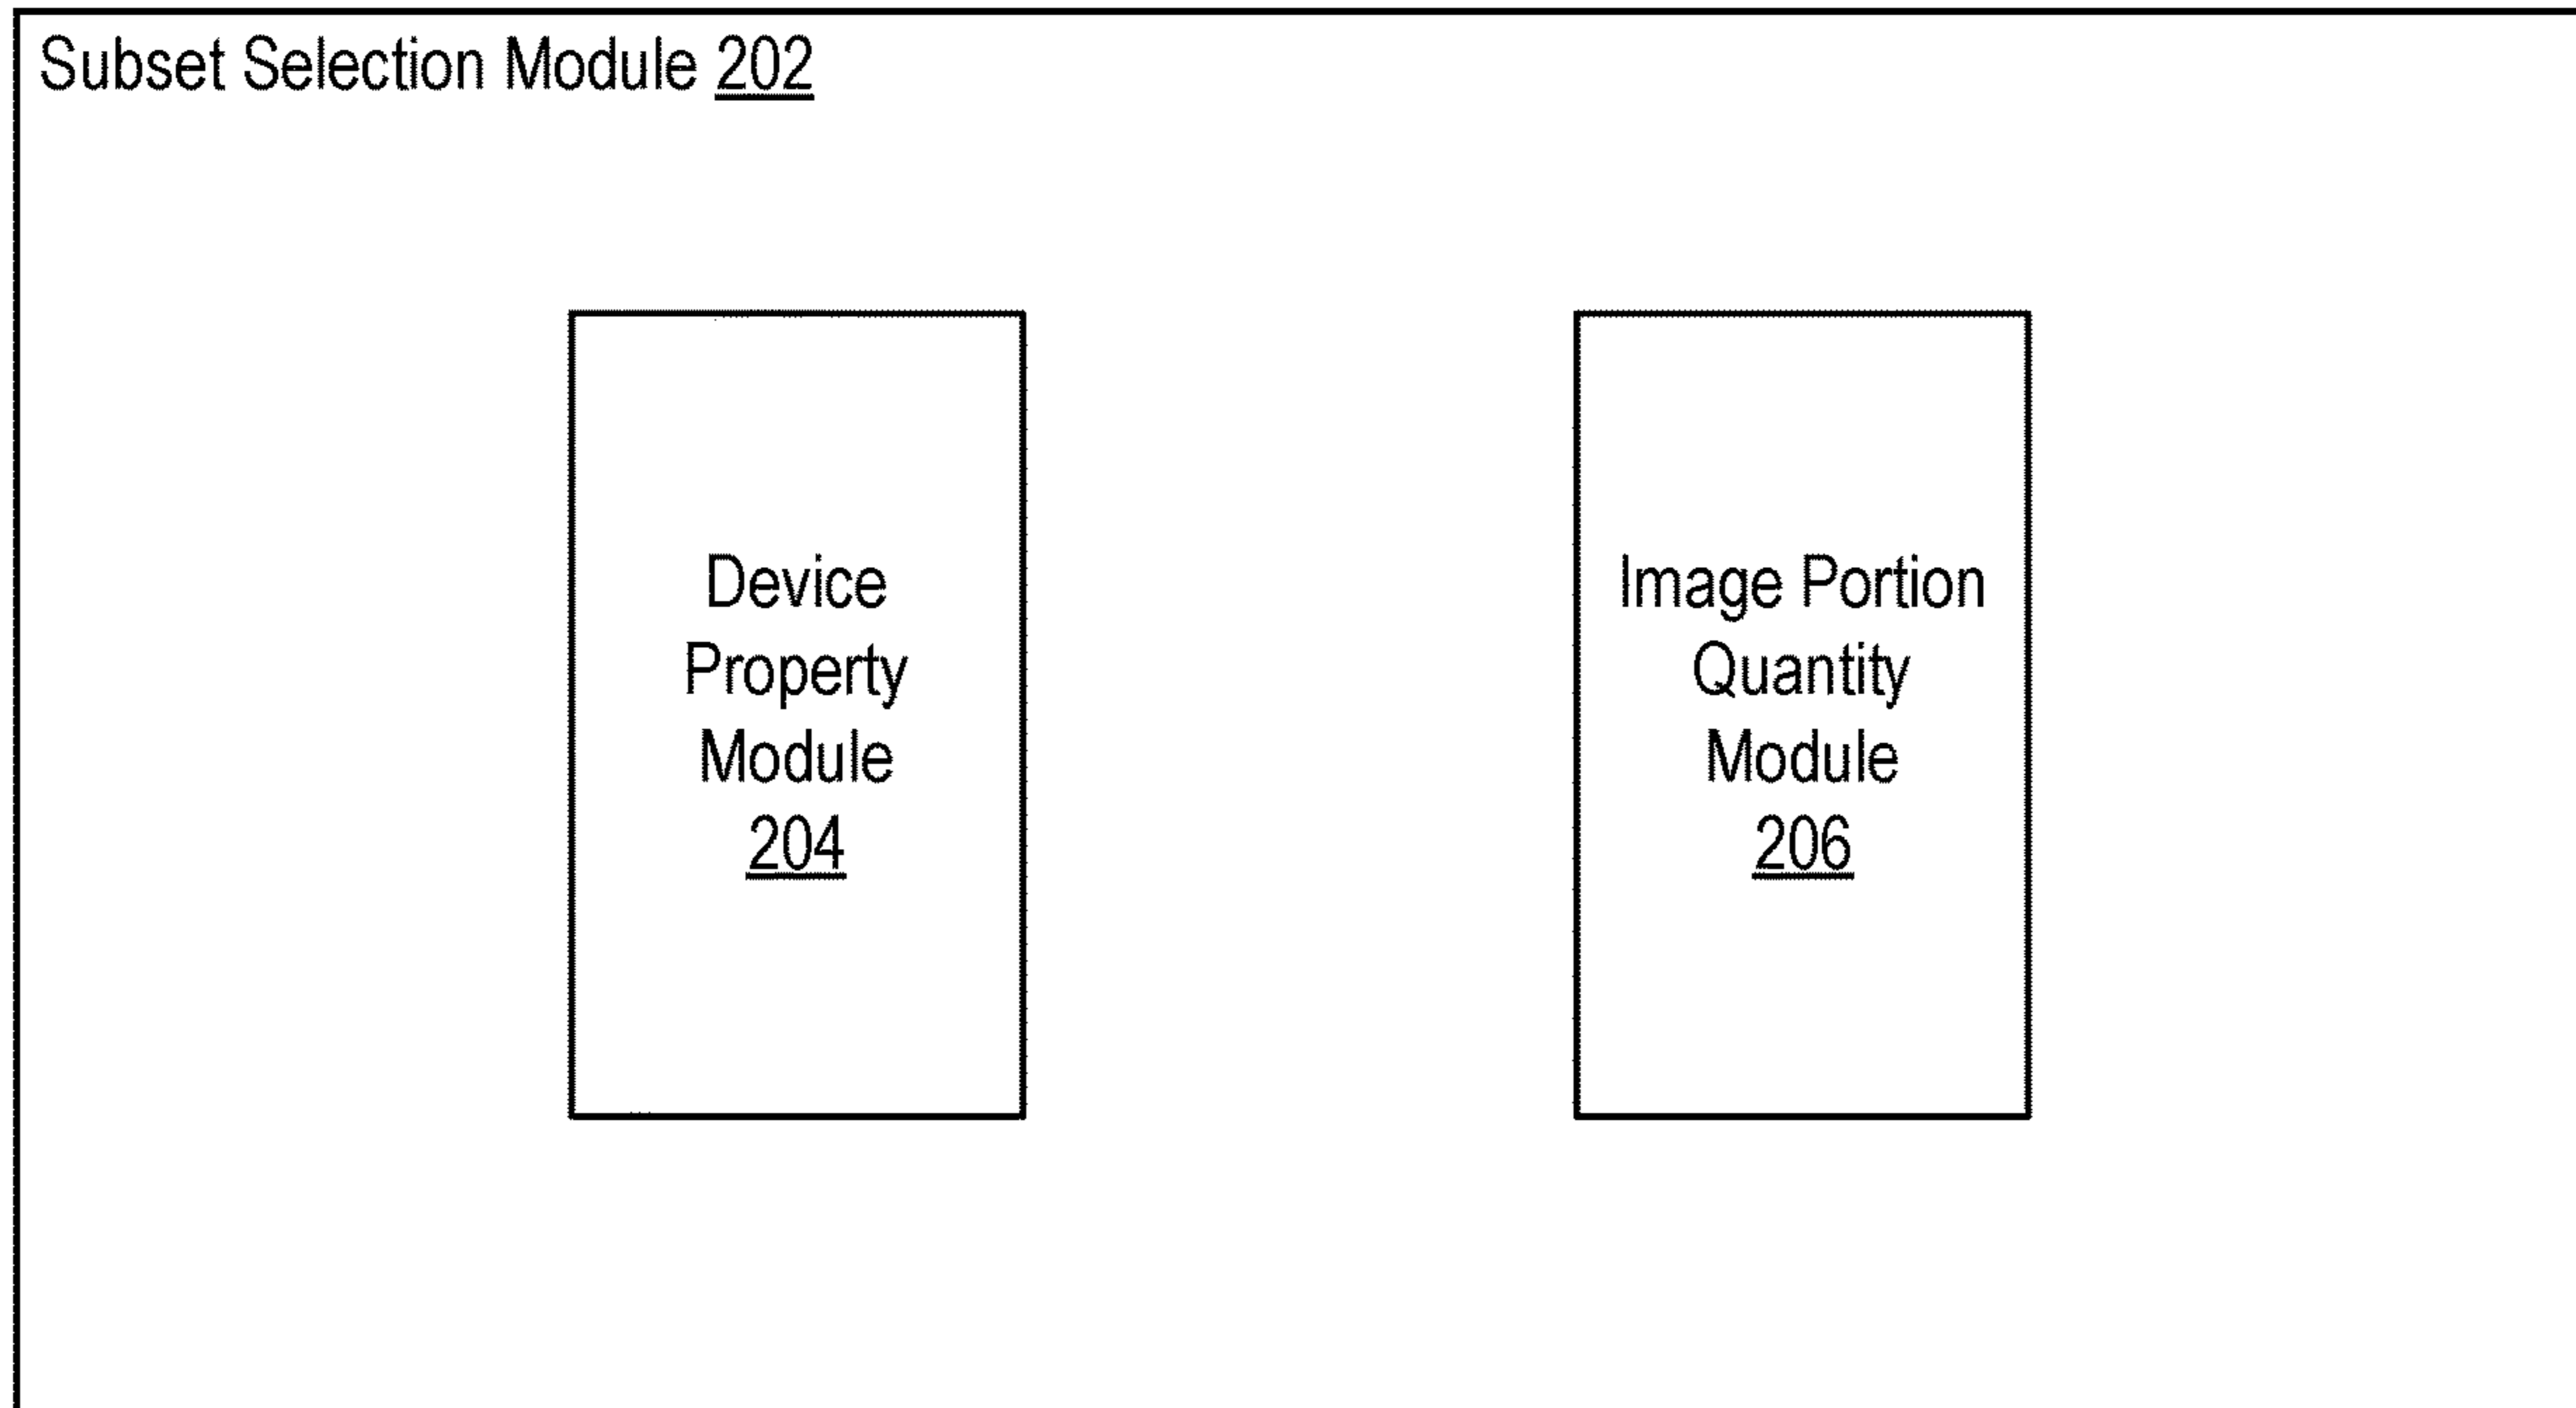 Subset Selection Module 202
Device
Property
Module
204
Image Portion
Quantity
Module
206